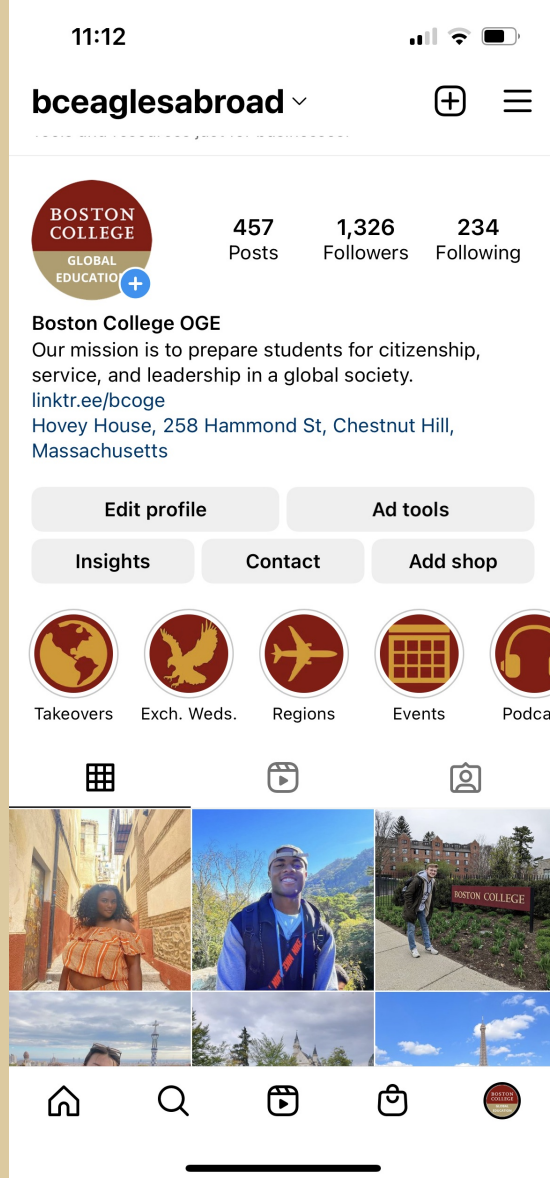 11:12
bceaglesabroad
BOSTON
COLLEGE
GLOBAL
EDUCATION
457
Posts
1,326
Followers
234
Following
Boston College OGE
Our mission is to prepare students for citizenship,
service, and leadership in a global society.
linktr.ee/bcoge
Hovey House, 258 Hammond St, Chestnut Hill,
Massachusetts
Edit profile
Ad tools
Insights
Contact
Add shop
Takeovers
Exch. Weds.
Regions
Events
Podca
BOSTON COLLEGE
BOSTON
COLLEGE